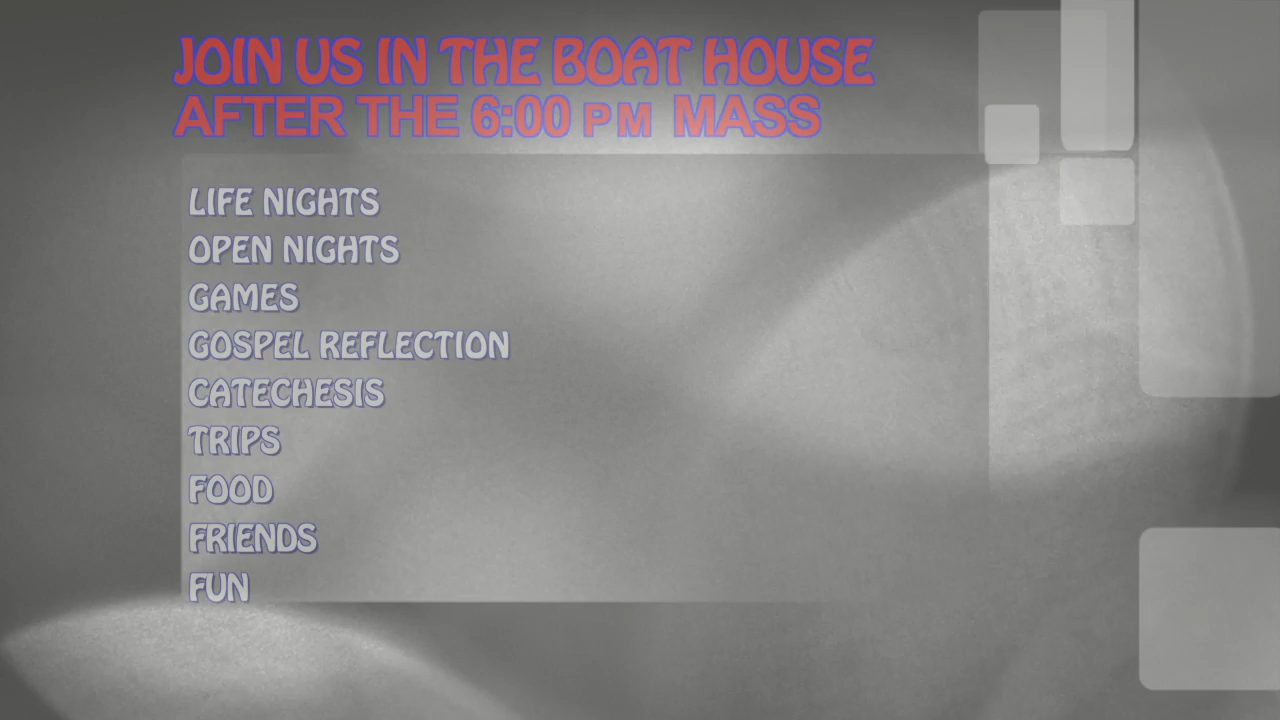 JOIN US IN THE BOAT HOUSE
AFTER THE 6:00 PM MASS
LIFE NIGHTS
OPEN NIGHTS
GAMES
GOSPEL REFLECTION
CATECHESIS
TRIPS
FOOD
FRIENDS
FUN